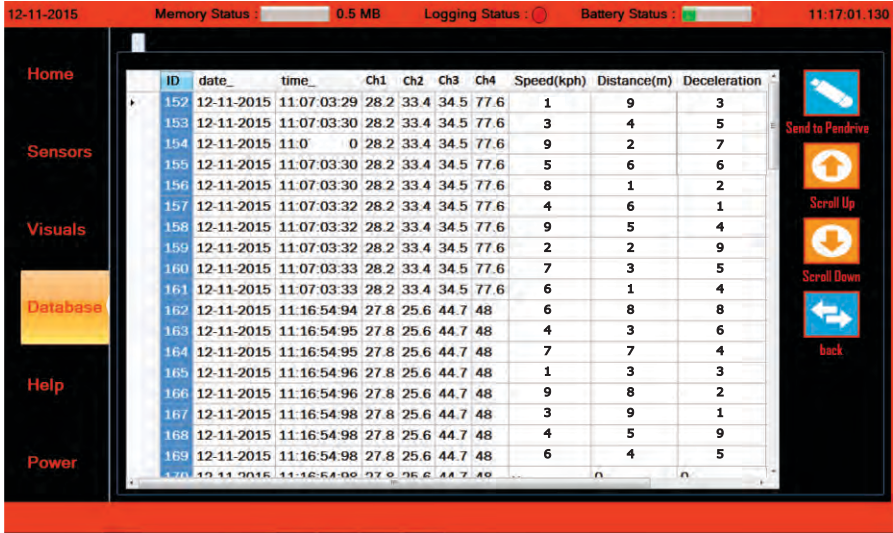 12-11-2015 Memory Status : 0.5 MB Logging Status : Battery Status : 11:17:01.130
Home
Sensors
Visuals
Database
Help
Power
ID date_ time_ Ch1 Ch2 Ch3 Ch4 Speed(kph) Distance(m) Deceleration
152 12-11-2015 11:07:03:29 28.2 33.4 34.5 77.6 1 9 3
153 12-11-2015 11:07:03:30 28.2 33.4 34.5 77.6 3 4 5
154 12-11-2015 11:0 0 28.2 33.4 34.5 77.6 9 2 7
155 12-11-2015 11:07:03:30 28.2 33.4 34.5 77.6 5 6 6
156 12-11-2015 11:07:03:30 28.2 33.4 34.5 77.6 8 1 2
157 12-11-2015 11:07:03:32 28.2 33.4 34.5 77.6 4 6 1
158 12-11-2015 11:07:03:32 28.2 33.4 34.5 77.6 9 5 4
159 12-11-2015 11:07:03:32 28.2 33.4 34.5 77.6 2 2 9
160 12-11-2015 11:07:03:33 28.2 33.4 34.5 77.6 7 3 5
161 12-11-2015 11:07:03:33 28.2 33.4 34.5 77.6 6 1 4
162 12-11-2015 11:16:54:94 27.8 25.6 44.7 48 6 8 8
163 12-11-2015 11:16:54:95 27.8 25.6 44.7 48 4 3 6
164 12-11-2015 11:16:54:95 27.8 25.6 44.7 48 7 7 4
165 12-11-2015 11:16:54:96 27.8 25.6 44.7 48 1 3 3
166 12-11-2015 11:16:54:96 27.8 25.6 44.7 48 9 8 2
167 12-11-2015 11:16:54:98 27.8 25.6 44.7 48 3 9 1
168 12-11-2015 11:16:54:98 27.8 25.6 44.7 48 4 5 9
169 12-11-2015 11:16:54:98 27.8 25.6 44.7 48 6 4 5
170 12-11-2015 11:16:54:98 27.8 25.6 44.7 48
Send to Pendrive
Scroll Up
Scroll Down
back